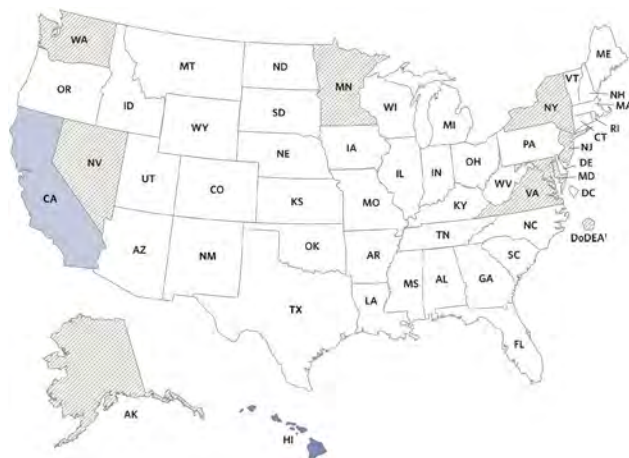 WA
MT
ND
MN
ME
VT
NH
MA
RI
CT
NY
OR
ID
WY
SD
WI
MI
PA
NJ
DE
MD
DC
NV
CA
UT
CO
NE
IA
IL
IN
OH
WV
VA
KS
MO
KY
AZ
NM
OK
AR
TN
NC
DoDEA¹
SC
TX
LA
MS
AL
GA
FL
AK
HI